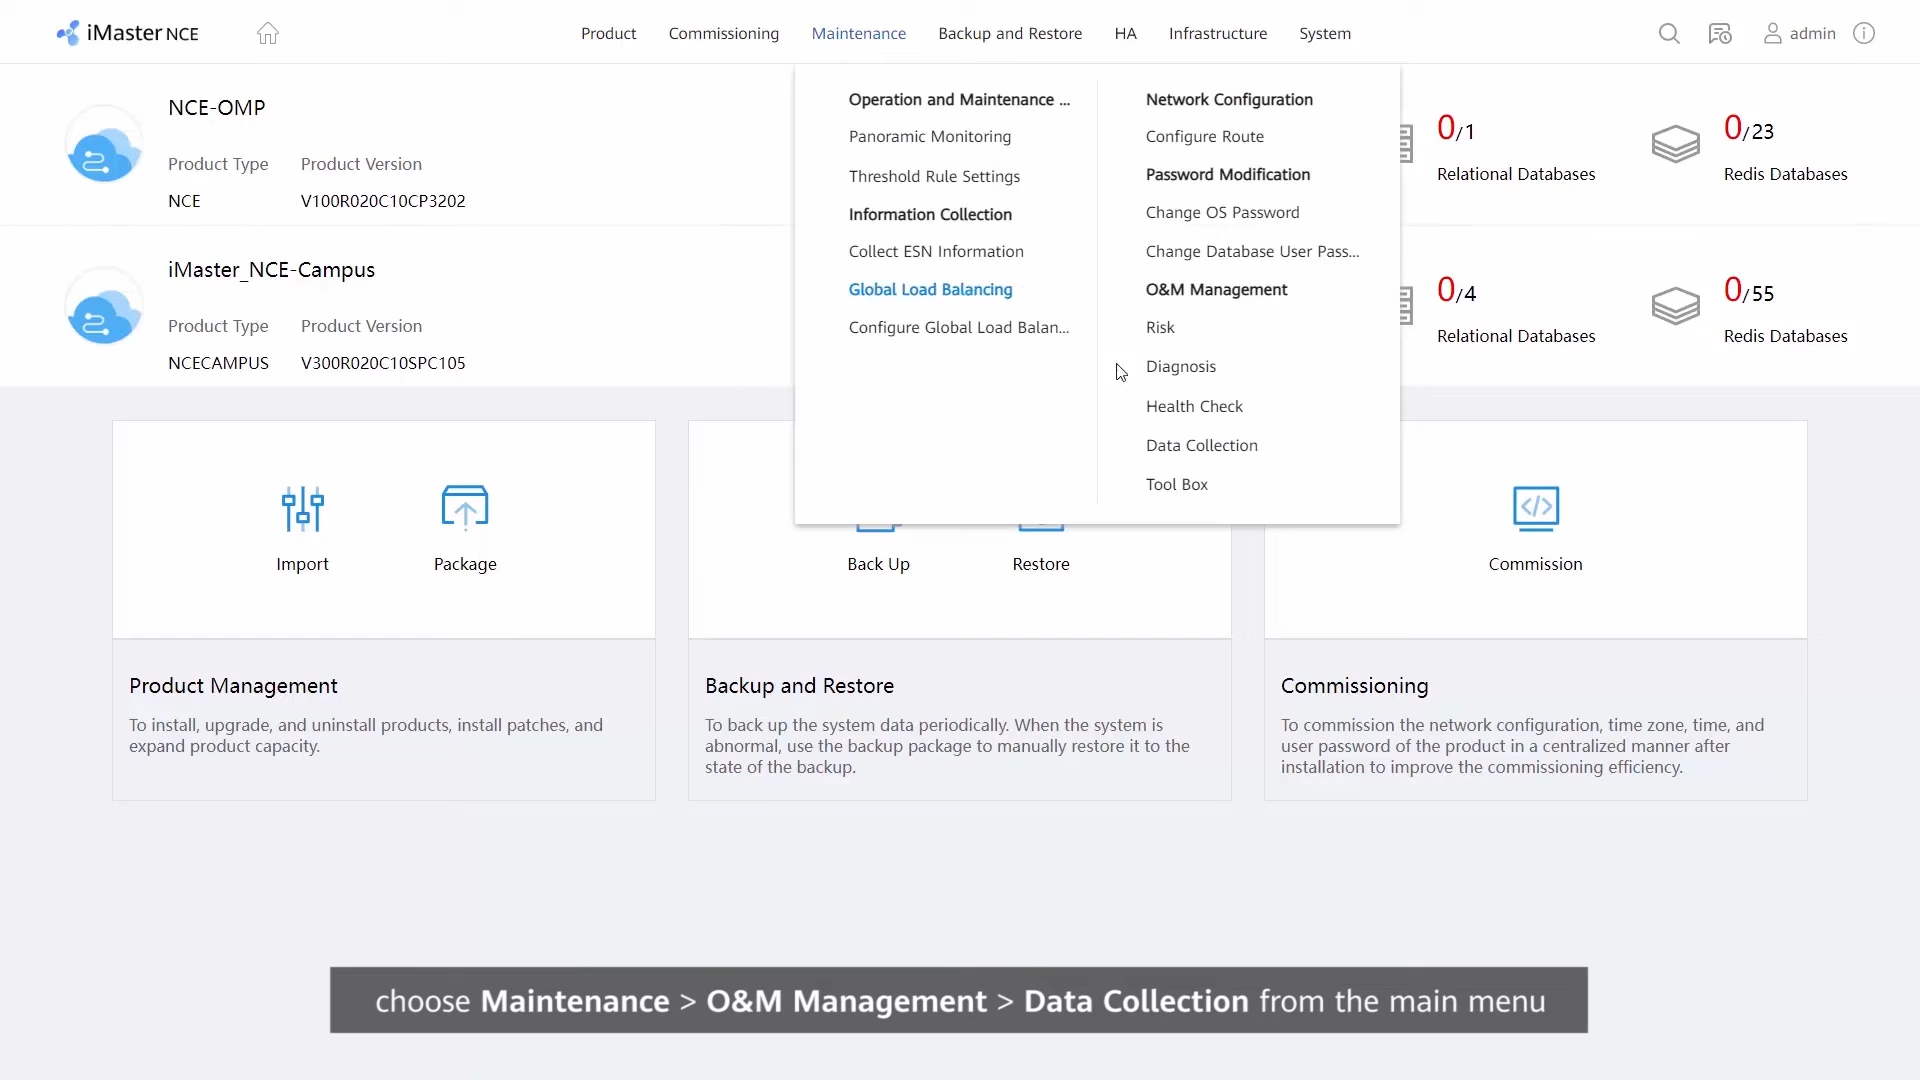 iMaster NCE
Product
Commissioning
Maintenance
Backup and Restore
HA
Infrastructure
System
admin
NCE-OMP
Product Type
Product Version
NCE
V100R020C10CP3202
0/1
Relational Databases
0/23
Redis Databases
iMaster_NCE-Campus
Product Type
Product Version
NCECAMPUS
V300R020C10SPC105
0/4
Relational Databases
0/55
Redis Databases
Operation and Maintenance ...
Panoramic Monitoring
Threshold Rule Settings
Information Collection
Collect ESN Information
Global Load Balancing
Configure Global Load Balan...
Network Configuration
Configure Route
Password Modification
Change OS Password
Change Database User Pass...
O&M Management
Risk
Diagnosis
Health Check
Data Collection
Tool Box
Import
Package
Product Management
To install, upgrade, and uninstall products, install patches, and
expand product capacity.
Back Up
Restore
Backup and Restore
To back up the system data periodically. When the system is
abnormal, use the backup package to manually restore it to the
state of the backup.
Commission
Commissioning
To commission the network configuration, time zone, time, and
user password of the product in a centralized manner after
installation to improve the commissioning efficiency.
choose Maintenance > O&M Management > Data Collection from the main menu